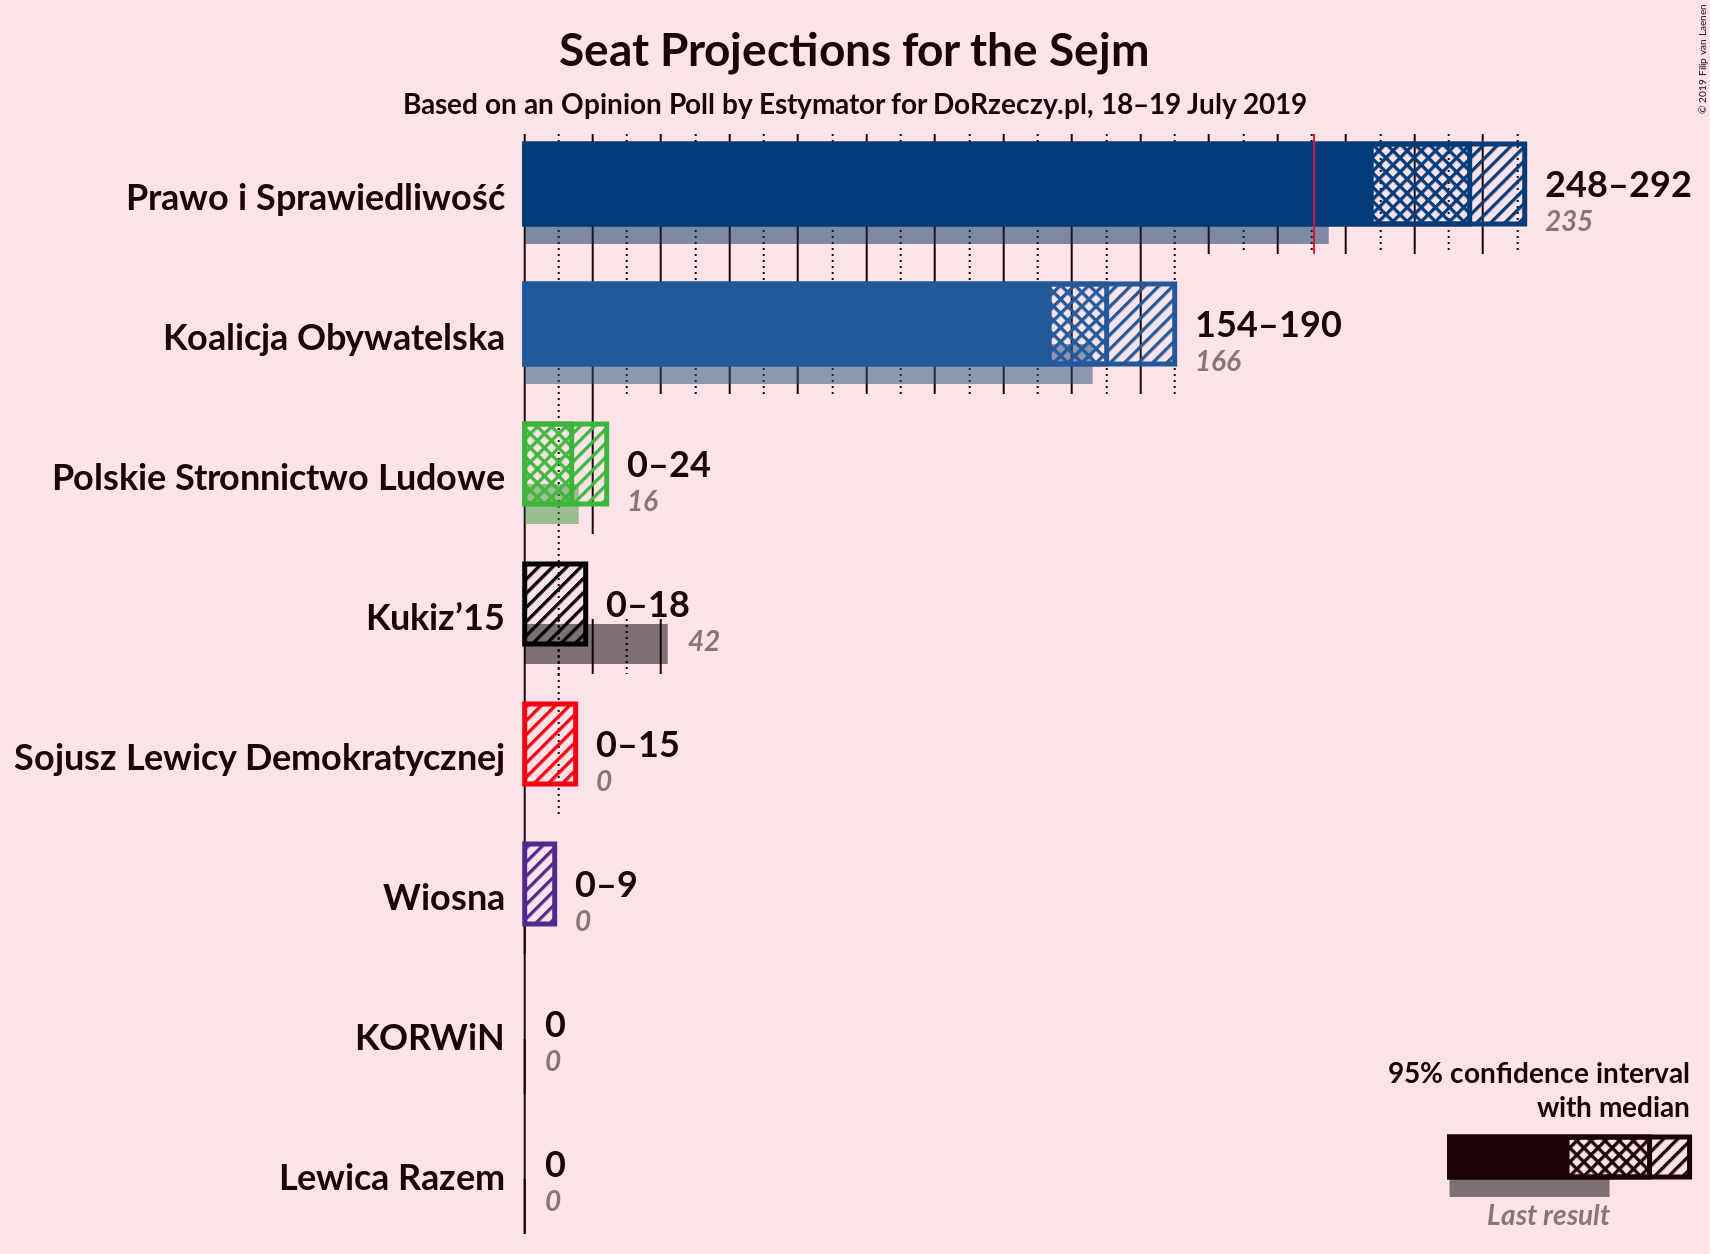 Seat Projections for the Sejm
Based on an Opinion Poll by Estymator for DoRzeczy.pl, 18–19 July 2019
© 2019 Filip van Laenen
Prawo i Sprawiedliwość
248–292
235
Koalicja Obywatelska
154–190
166
Polskie Stronnictwo Ludowe
0–24
16
Kukiz’15
0–18
42
Sojusz Lewicy Demokratycznej
0–15
0
Wiosna
0–9
0
KORWiN
0
0
Lewica Razem
0
0
95% confidence interval
with median
Last result